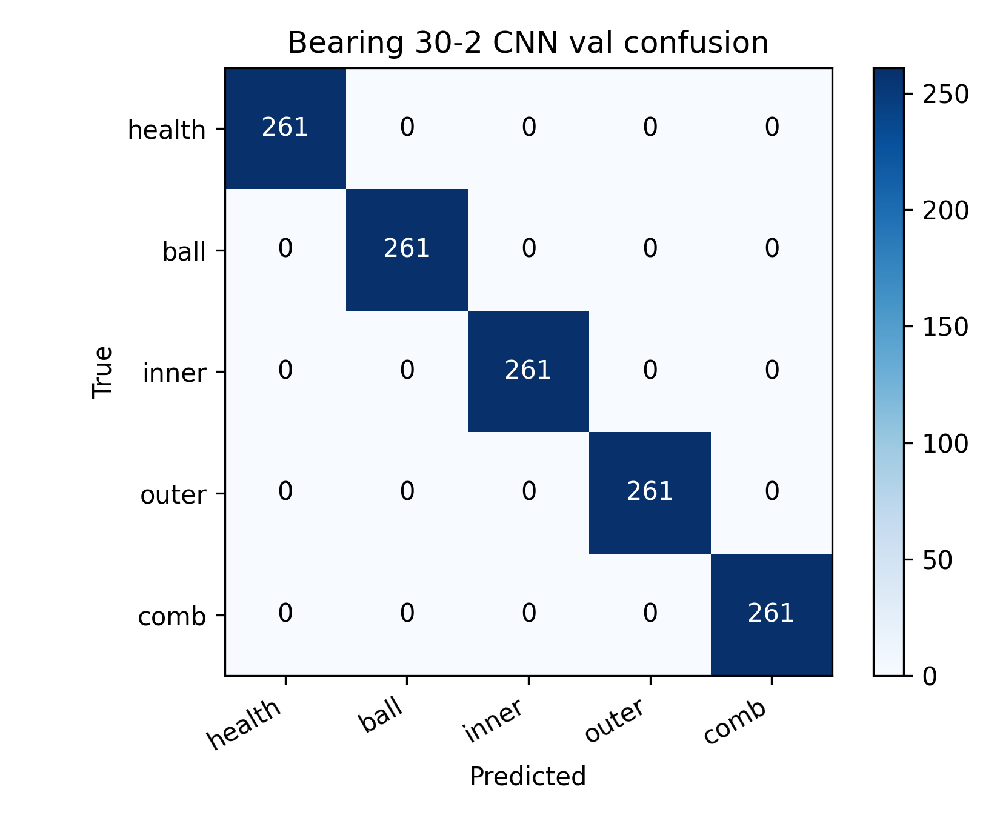 Bearing 30-2 CNN val confusion
health 261 0 0 0 0
ball 0 261 0 0 0
inner 0 0 261 0 0
outer 0 0 0 261 0
comb 0 0 0 0 261
True
health ball inner outer comb
Predicted
250
200
150
100
50
0